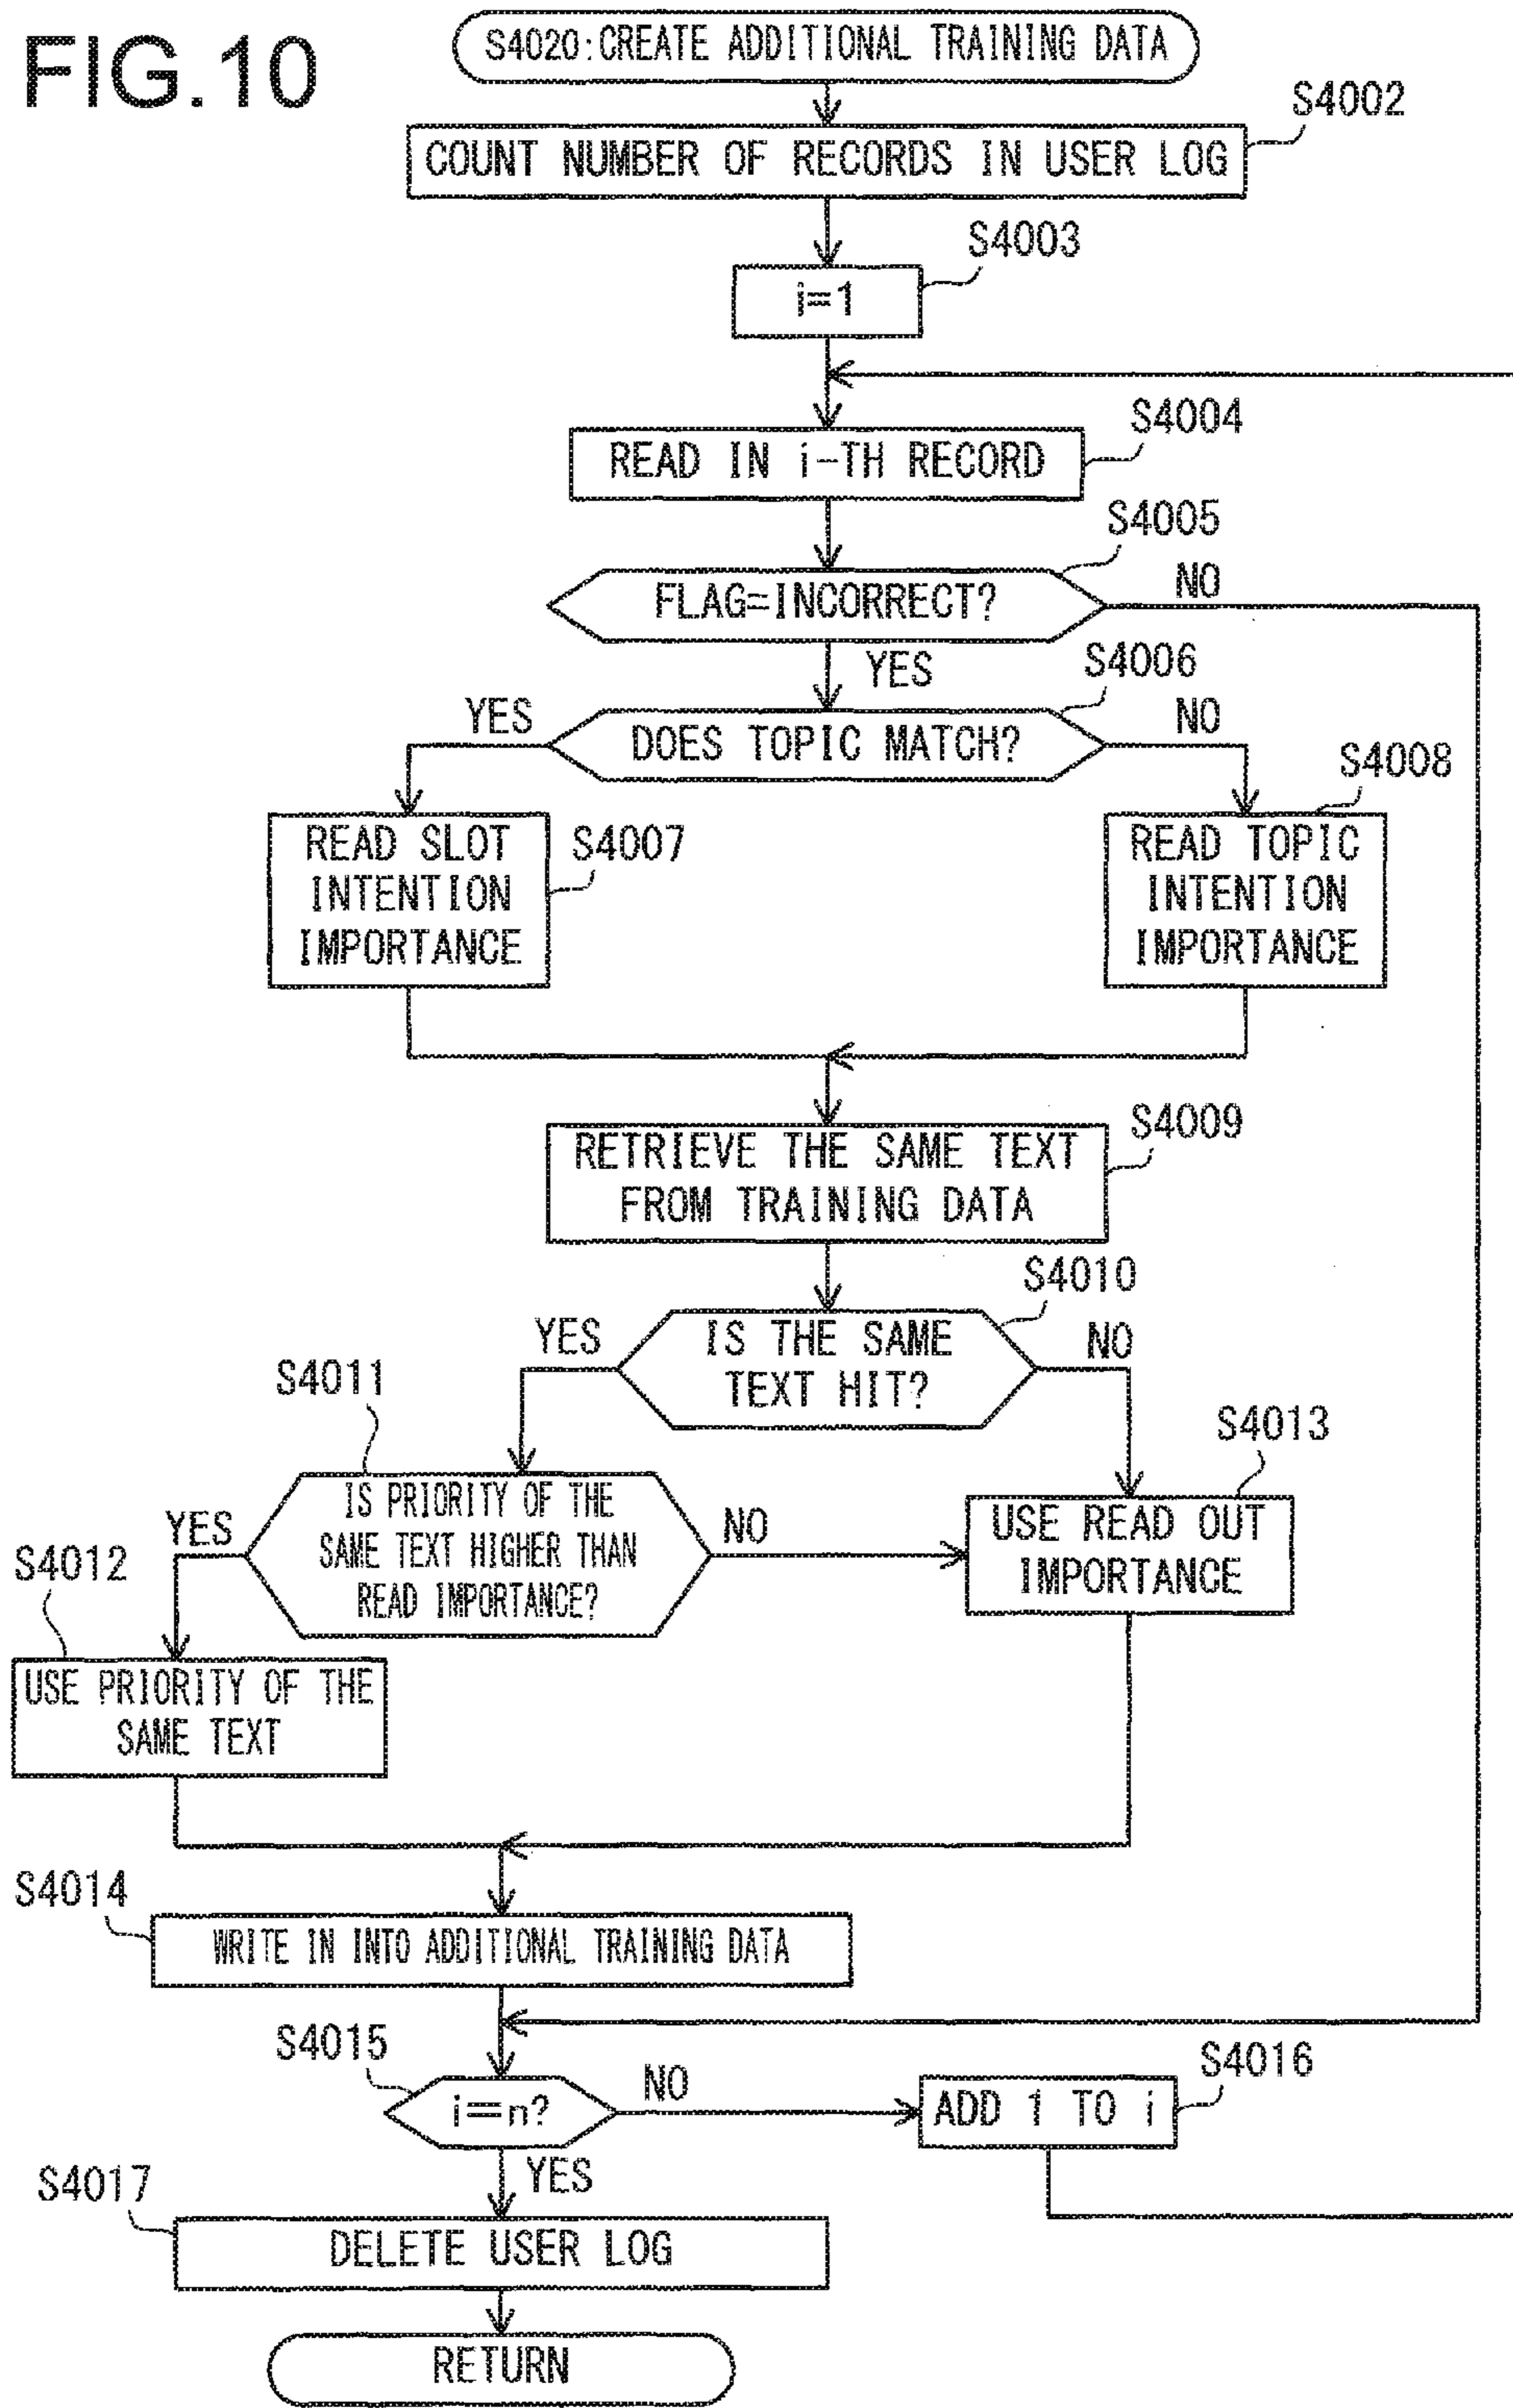 FIG.10
S4020:CREATE ADDITIONAL TRAINING DATA
S4002
COUNT NUMBER OF RECORDS IN USER LOG
S4003
i=1
S4004
READ IN i-TH RECORD
S4005
FLAG=INCORRECT?
NO
YES
S4006
YES
DOES TOPIC MATCH?
NO
S4008
READ SLOT
INTENTION
IMPORTANCE
S4007
READ TOPIC
INTENTION
IMPORTANCE
S4009
RETRIEVE THE SAME TEXT
FROM TRAINING DATA
S4010
YES
IS THE SAME
TEXT HIT?
NO
S4011
S4013
IS PRIORITY OF THE
SAME TEXT HIGHER THAN
READ IMPORTANCE?
YES
NO
USE READ OUT
IMPORTANCE
S4012
USE PRIORITY OF THE
SAME TEXT
S4014
WRITE IN INTO ADDITIONAL TRAINING DATA
S4015
i==n?
NO
S4016
ADD 1 TO i
YES
S4017
DELETE USER LOG
RETURN